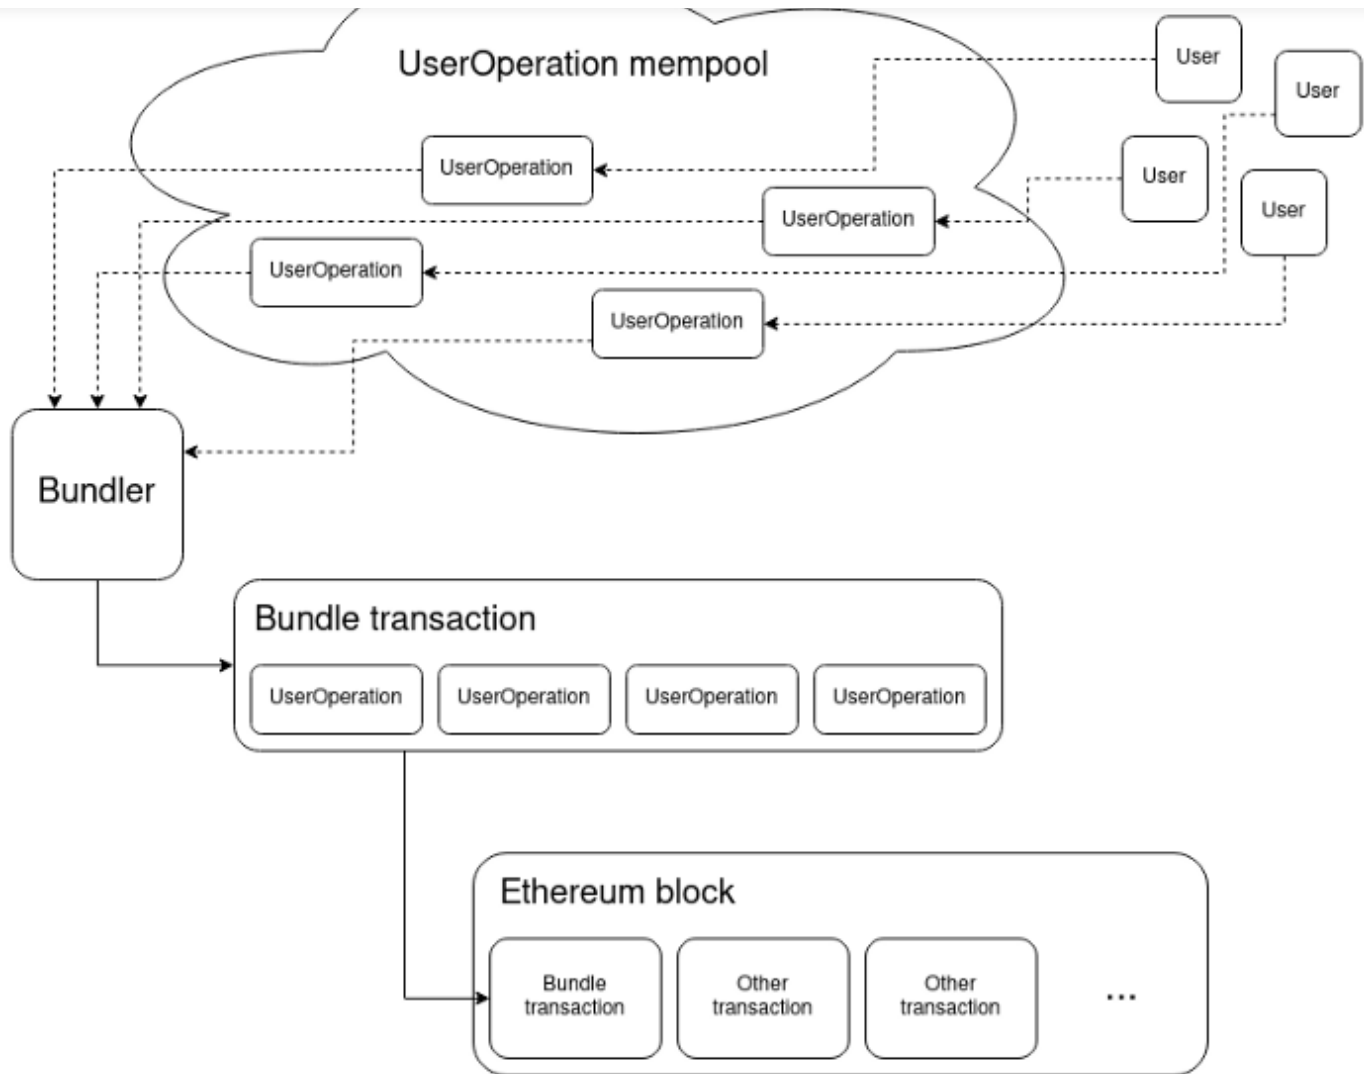 UserOperation mempool
User
User
UserOperation
User
UserOperation
User
UserOperation
UserOperation
Bundler
Bundle transaction
UserOperation
UserOperation
UserOperation
UserOperation
Ethereum block
Bundle
transaction
Other
transaction
Other
transaction
...